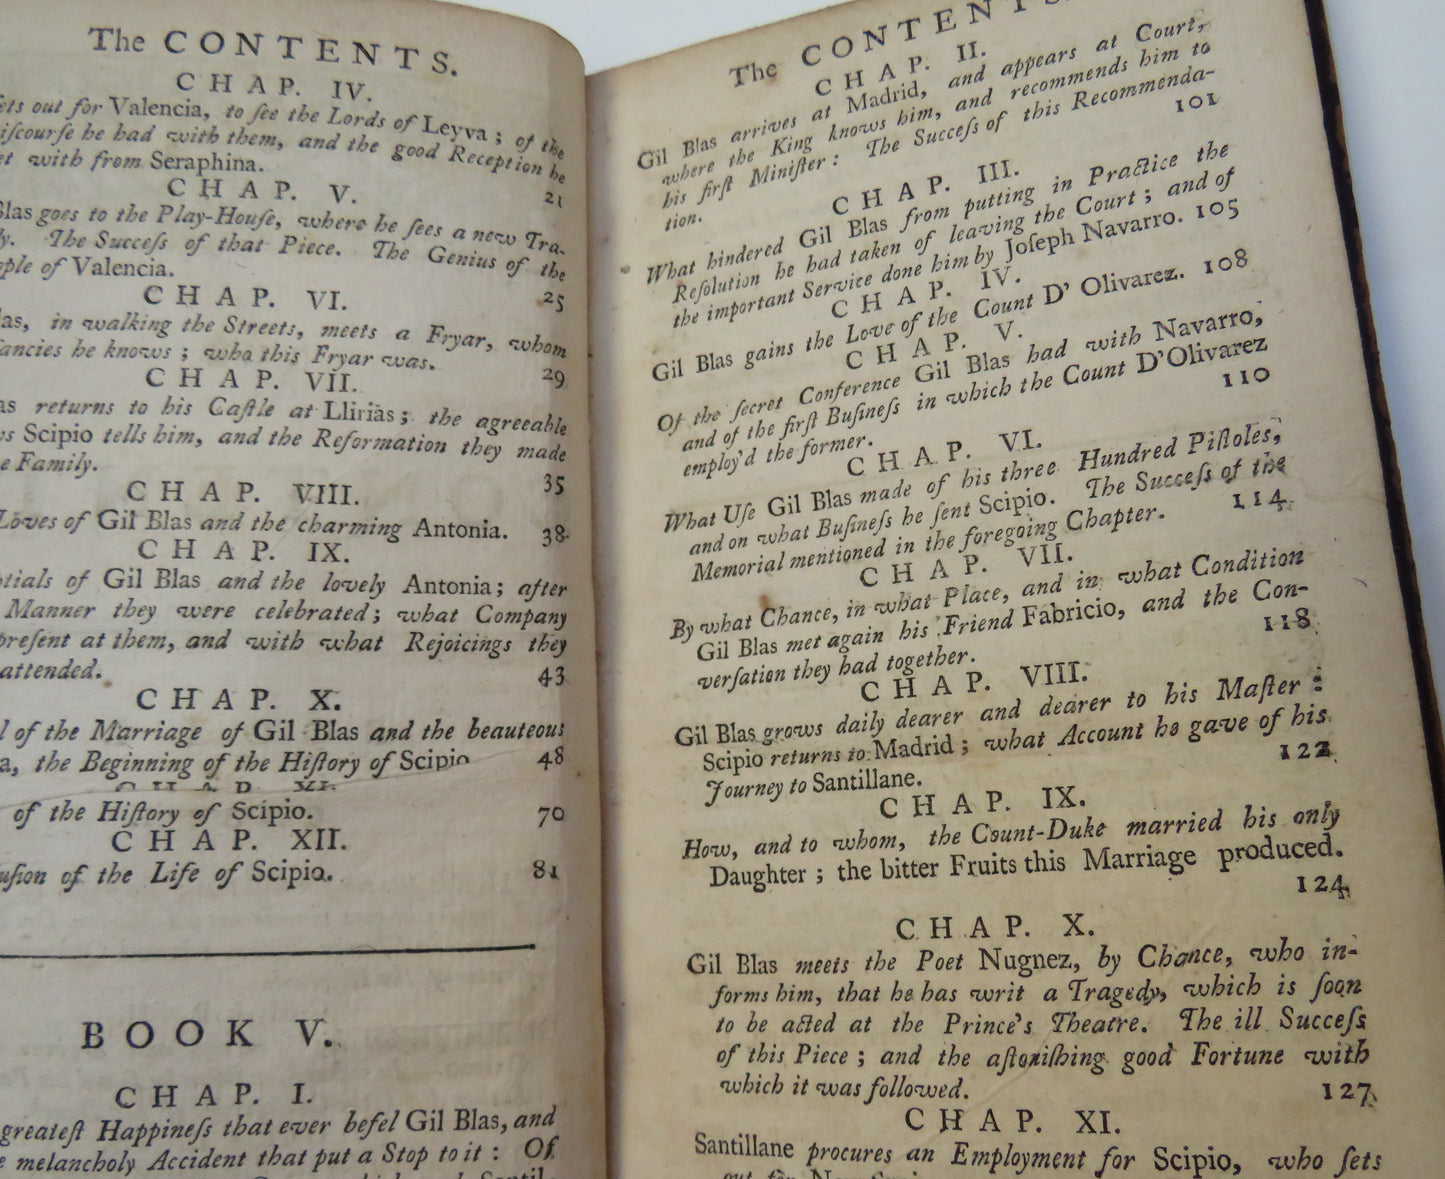 The CONTENTS.
CHAP. IV.
ets out for Valencia, to ſee the Lords of Leyva; of the
iſcourſe he had with them, and the good Reception he
et with from Seraphina.
21
CHAP. V.
Blas goes to the Play-Houſe, where he ſees a new Tra-
dy. The Succeſs of that Piece. The Genius of the
ople of Valencia.
25
CHAP. VI.
las, in walking the Streets, meets a Fryar, whom
fancies he knows; who this Fryar was.
29
CHAP. VII.
as returns to his Caſtle at Llirias; the agreeable
ws Scipio tells him, and the Reformation they made
e Family.
35
CHAP. VIII.
Loves of Gil Blas and the charming Antonia. 38
CHAP. IX.
ptials of Gil Blas and the lovely Antonia; after
Manner they were celebrated; what Company
preſent at them, and with what Rejoicings they
attended. 43
CHAP. X.
l of the Marriage of Gil Blas and the beauteous
a, the Beginning of the Hiſtory of Scipio 48
CHAP. XI.
of the Hiſtory of Scipio. 70
CHAP. XII.
uſion of the Life of Scipio. 81
BOOK V.
CHAP. I.
greateſt Happineſs that ever befel Gil Blas, and
e melancholy Accident that put a Stop to it: Of
The CONTENTS.
CHAP. II.
Gil Blas arrives at Madrid, and appears at Court,
where the King knows him, and recommends him to
his firſt Miniſter: The Succeſs of this Recommenda-
tion. 101
CHAP. III.
What hindered Gil Blas from putting in Practice the
Reſolution he had taken of leaving the Court; and of
the important Service done him by Joſeph Navarro. 105
CHAP. IV.
Gil Blas gains the Love of the Count D' Olivarez. 108
CHAP. V.
Of the ſecret Conference Gil Blas had with Navarro,
and of the firſt Buſineſs in which the Count D'Olivarez
employ'd the former. 110
CHAP. VI.
What Uſe Gil Blas made of his three Hundred Piſtoles,
and on what Buſineſs he ſent Scipio. The Succeſs of the
Memorial mentioned in the foregoing Chapter. 114
CHAP. VII.
By what Chance, in what Place, and in what Condition
Gil Blas met again his Friend Fabricio, and the Con-
verſation they had together. 118
CHAP. VIII.
Gil Blas grows daily dearer and dearer to his Maſter:
Scipio returns to Madrid; what Account he gave of his
Journey to Santillane. 122
CHAP. IX.
How, and to whom, the Count-Duke married his only
Daughter; the bitter Fruits this Marriage produced.
124
CHAP. X.
Gil Blas meets the Poet Nugnez, by Chance, who in-
forms him, that he has writ a Tragedy, which is ſoon
to be acted at the Prince's Theatre. The ill Succeſs
of this Piece; and the aſtoniſhing good Fortune with
which it was followed. 127
CHAP. XI.
Santillane procures an Employment for Scipio, who ſets